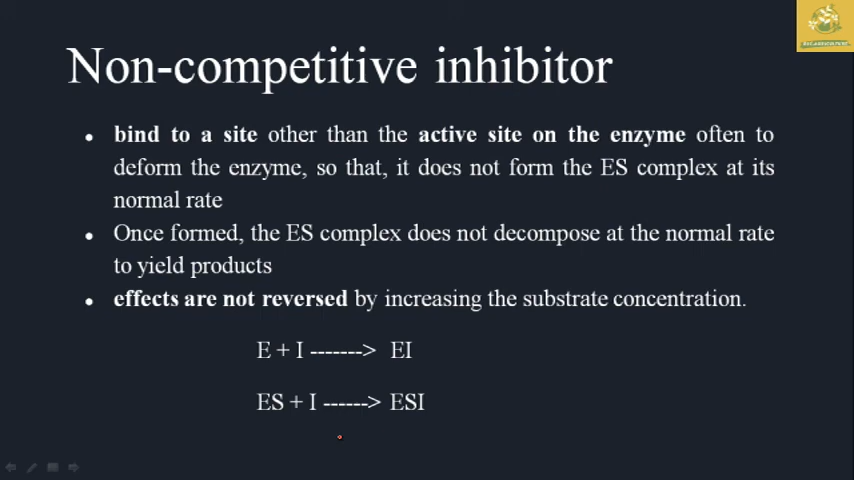 Non-competitive inhibitor
• bind to a site other than the active site on the enzyme often to
deform the enzyme, so that, it does not form the ES complex at its
normal rate
• Once formed, the ES complex does not decompose at the normal rate
to yield products
• effects are not reversed by increasing the substrate concentration.
E + I -------> EI
ES + I ------> ESI